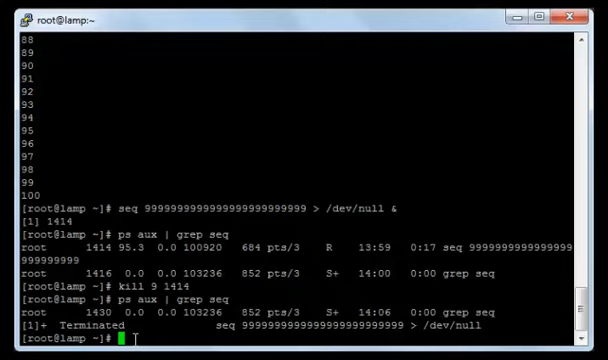 root@lamp:~
88
89
90
91
92
93
94
95
96
97
98
99
100
[root@lamp ~]# seq 9999999999999999999999999999 > /dev/null &
[1] 1414
[root@lamp ~]# ps aux | grep seq
root 1414 95.3 0.0 100920 684 pts/3 R 13:59 0:17 seq 9999999999999999999
999999999
root 1416 0.0 0.0 103236 852 pts/3 S+ 14:00 0:00 grep seq
[root@lamp ~]# kill 9 1414
[root@lamp ~]# ps aux | grep seq
root 1430 0.0 0.0 103236 852 pts/3 S+ 14:06 0:00 grep seq
[1]+ Terminated seq 9999999999999999999999999999 > /dev/null
[root@lamp ~]#